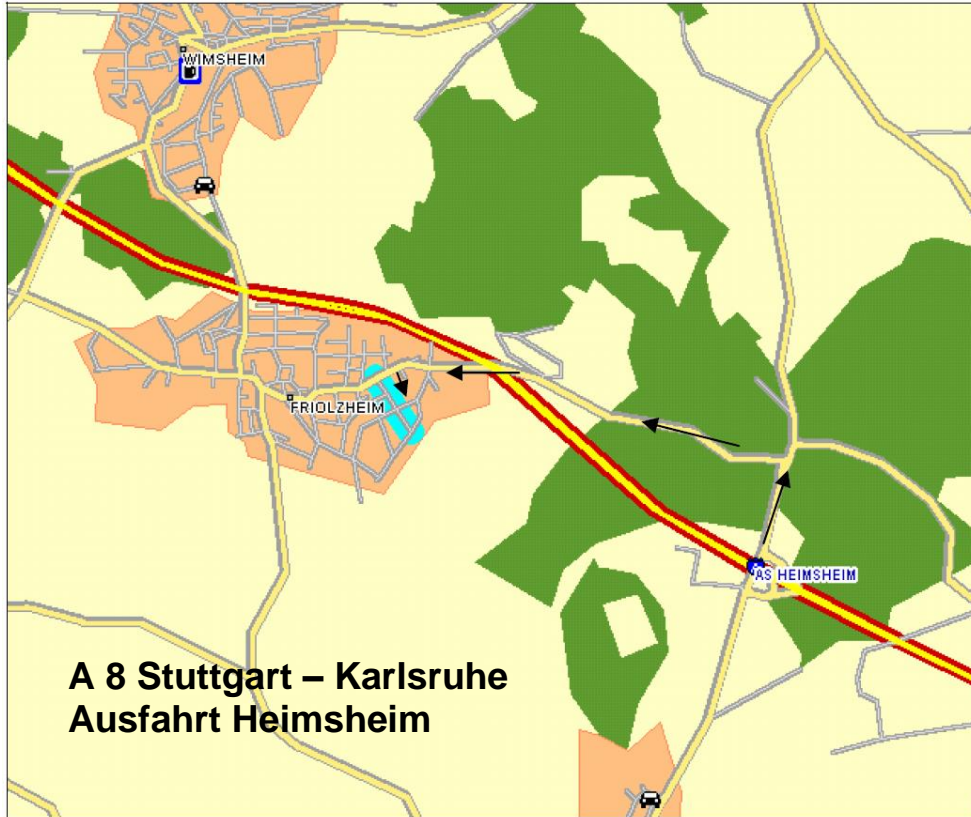 WIMSHEIM
FRIOLZHEIM
AS HEIMSHEIM
A 8 Stuttgart – Karlsruhe
Ausfahrt Heimsheim